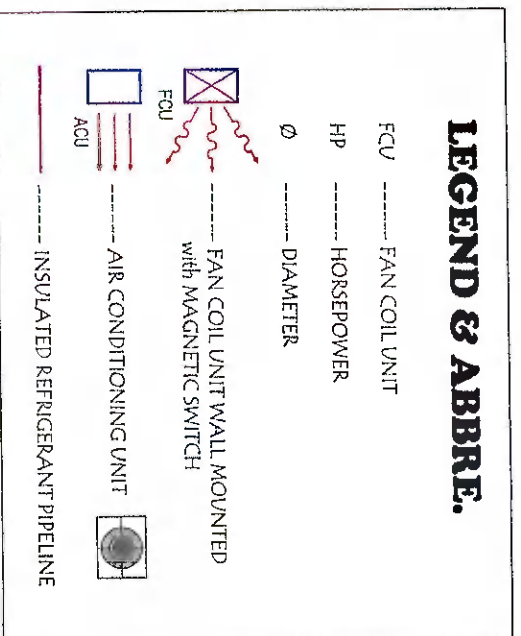 LEGEND & ABBRE.
FCU ------- FAN COIL UNIT
HP ------- HORSEPOWER
Ø ------- DIAMETER
FCU ------- FAN COIL UNIT WALL MOUNTED
with MAGNETIC SWITCH
ACU ------- AIR CONDITIONING UNIT
------- INSULATED REFRIGERANT PIPELINE